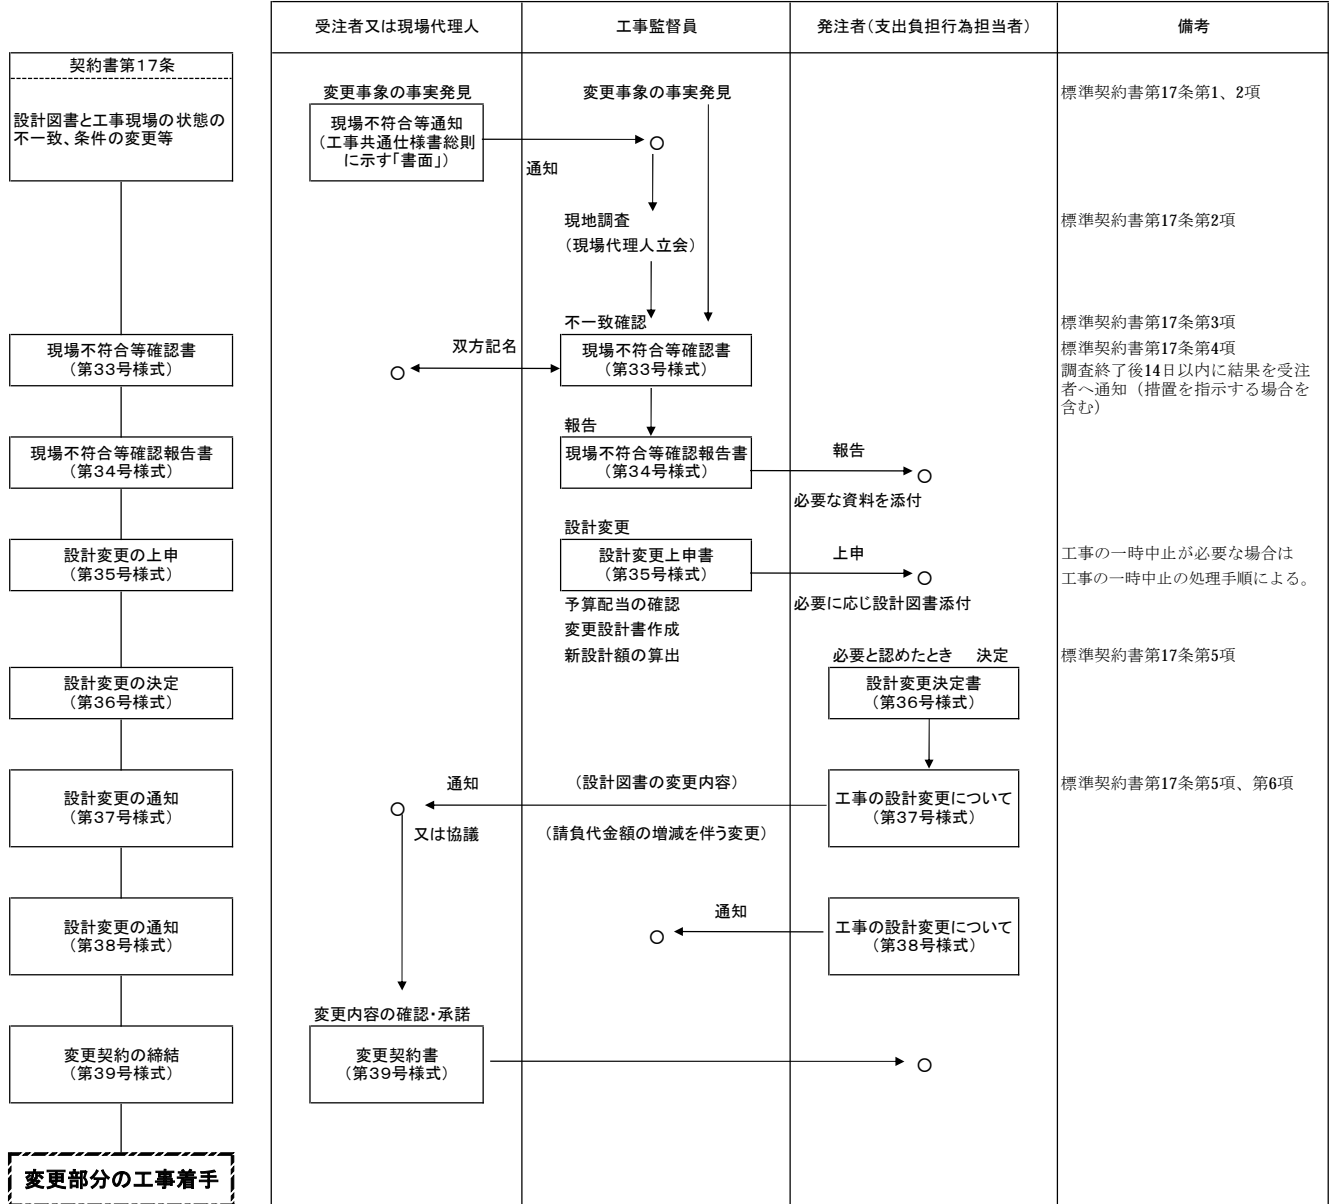 受注者又は現場代理人
工事監督員
発注者(支出負担行為担当者)
備考
契約書第17条
設計図書と工事現場の状態の
不一致、条件の変更等
変更事象の事実発見
変更事象の事実発見
標準契約書第17条第1、2項
現場不符合等通知
(工事共通仕様書総則
に示す「書面」)
通知
現地調査
(現場代理人立会)
標準契約書第17条第2項
不一致確認
標準契約書第17条第3項
現場不符合等確認書
(第33号様式)
双方記名
現場不符合等確認書
(第33号様式)
標準契約書第17条第4項
調査終了後14日以内に結果を受注
者へ通知(措置を指示する場合を
含む)
報告
現場不符合等確認報告書
(第34号様式)
現場不符合等確認報告書
(第34号様式)
報告
必要な資料を添付
設計変更
設計変更の上申
(第35号様式)
設計変更上申書
(第35号様式)
上申
工事の一時中止が必要な場合は
工事の一時中止の処理手順による。
予算配当の確認
必要に応じ設計図書添付
変更設計書作成
新設計額の算出
必要と認めたとき 決定
標準契約書第17条第5項
設計変更の決定
(第36号様式)
設計変更決定書
(第36号様式)
通知
(設計図書の変更内容)
標準契約書第17条第5項、第6項
設計変更の通知
(第37号様式)
工事の設計変更について
(第37号様式)
又は協議
(請負代金額の増減を伴う変更)
設計変更の通知
(第38号様式)
通知
工事の設計変更について
(第38号様式)
変更内容の確認・承諾
変更契約の締結
(第39号様式)
変更契約書
(第39号様式)
変更部分の工事着手